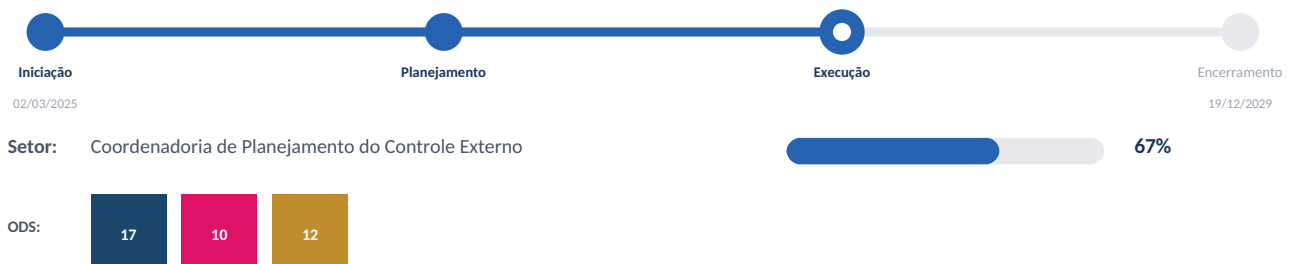 Iniciação Planejamento Execução Encerramento
02/03/2025 19/12/2029
Setor: Coordenadoria de Planejamento do Controle Externo 67%
ODS: 17 10 12